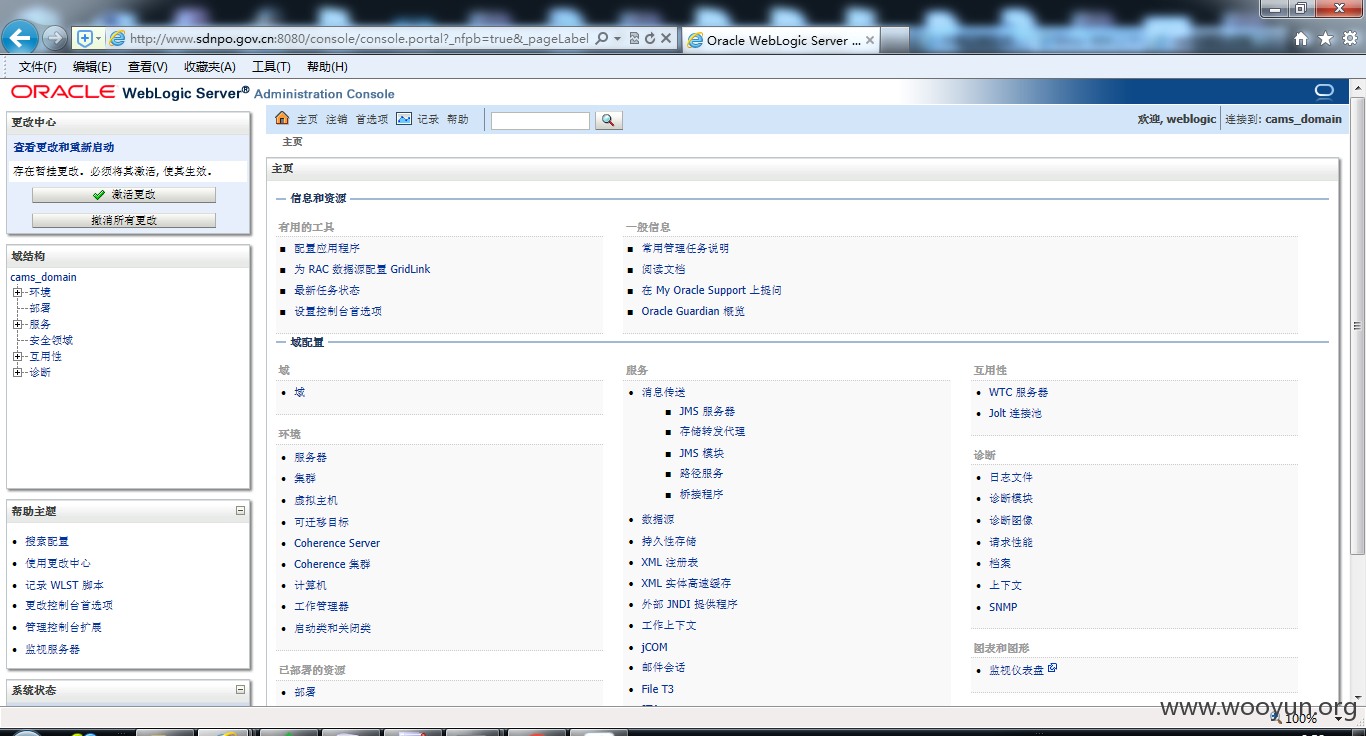 http://www.sdnpo.gov.cn:8080/console/console.portal?_nfpb=true&_pageLabel
Oracle WebLogic Server ...
文件(F) 编辑(E) 查看(V) 收藏夹(A) 工具(T) 帮助(H)
ORACLE WebLogic Server® Administration Console
更改中心
查看更改和重新启动
存在暂挂更改。必须将其激活, 使其生效。
激活更改
撤消所有更改
域结构
cams_domain
环境
部署
服务
安全领域
互用性
诊断
帮助主题
搜索配置
使用更改中心
记录 WLST 脚本
更改控制台首选项
管理控制台扩展
监视服务器
系统状态
主页 注销 首选项 记录 帮助
欢迎, weblogic 连接到: cams_domain
主页
主页
信息和资源
有用的工具
配置应用程序
为 RAC 数据源配置 GridLink
最新任务状态
设置控制台首选项
一般信息
常用管理任务说明
阅读文档
在 My Oracle Support 上提问
Oracle Guardian 概览
域配置
域
域
环境
服务器
集群
虚拟主机
可迁移目标
Coherence Server
Coherence 集群
计算机
工作管理器
启动类和关闭类
已部署的资源
部署
服务
消息传送
JMS 服务器
存储转发代理
JMS 模块
路径服务
桥接程序
数据源
持久性存储
XML 注册表
XML 实体高速缓存
外部 JNDI 提供程序
工作上下文
jCOM
邮件会话
File T3
互用性
WTC 服务器
Jolt 连接池
诊断
日志文件
诊断模块
诊断图像
请求性能
档案
上下文
SNMP
图表和图形
监视仪表盘
www.wooyun.org
100%